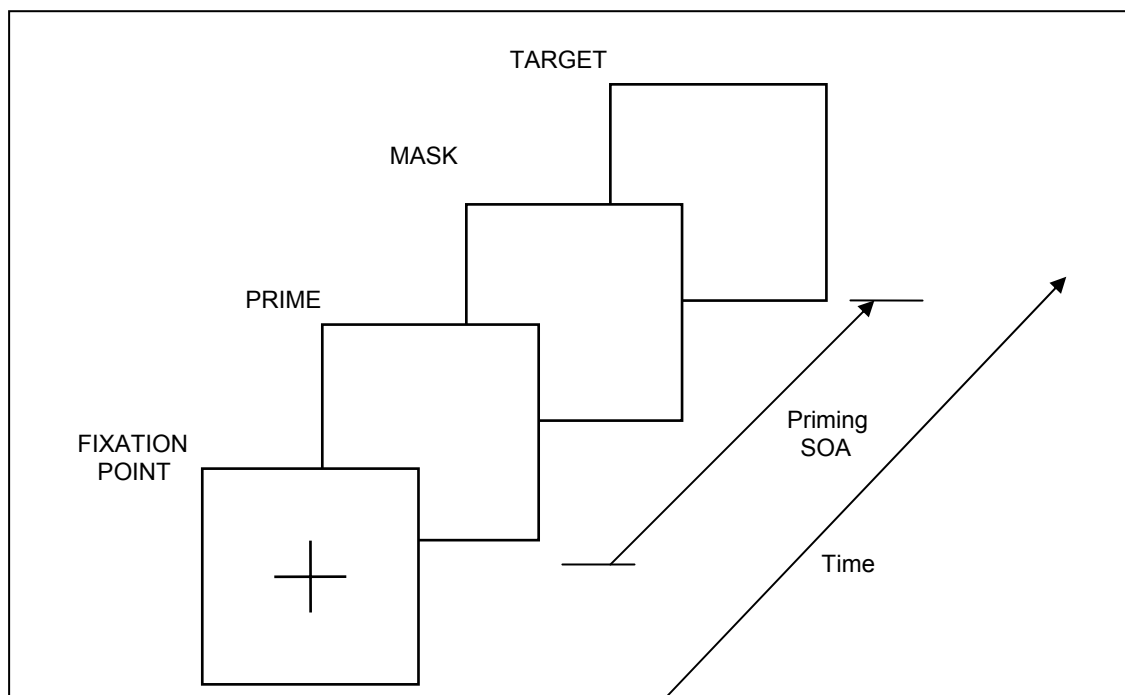 TARGET
MASK
PRIME
Priming
SOA
FIXATION
POINT
Time